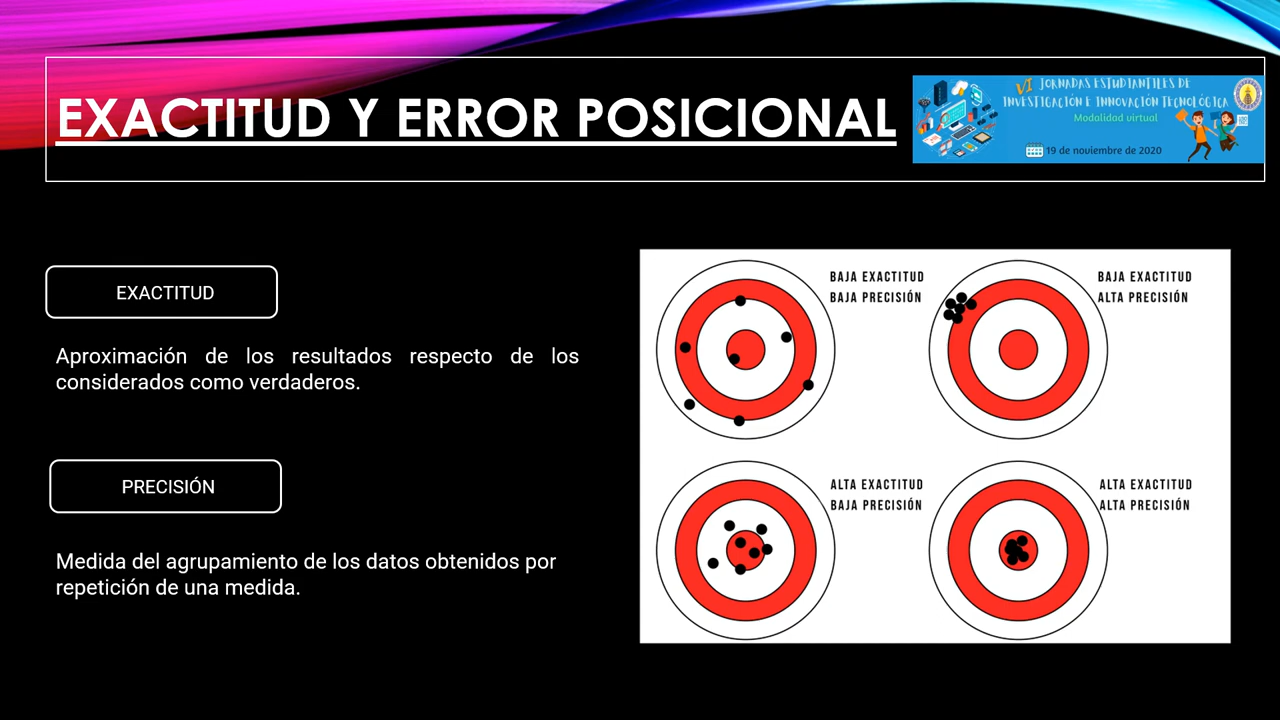 EXACTITUD Y ERROR POSICIONAL
VI JORNADAS ESTUDIANTILES DE
INVESTIGACIÓN E INNOVACIÓN TECNOLÓGICA
Modalidad virtual
19 de noviembre de 2020
EXACTITUD
Aproximación de los resultados respecto de los
considerados como verdaderos.
PRECISIÓN
Medida del agrupamiento de los datos obtenidos por
repetición de una medida.
BAJA EXACTITUD
BAJA PRECISIÓN
BAJA EXACTITUD
ALTA PRECISIÓN
ALTA EXACTITUD
BAJA PRECISIÓN
ALTA EXACTITUD
ALTA PRECISIÓN